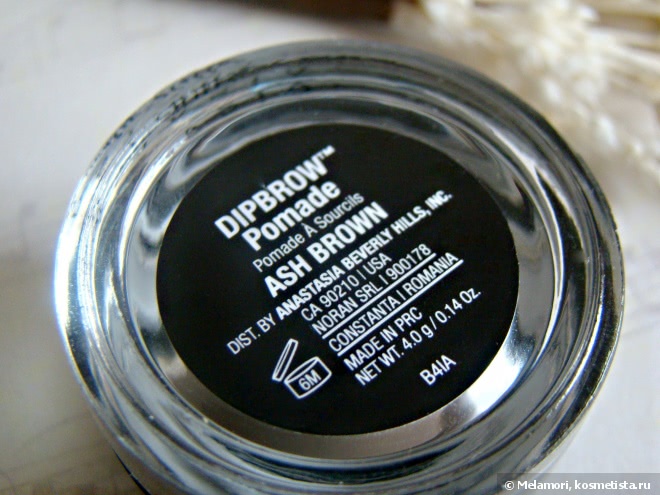 DIPBROW™
Pomade
Pomade À Sourcils
ASH BROWN
DIST. BY ANASTASIA BEVERLY HILLS, INC.
CA 90210 | USA
NORAN SRL | 900178
CONSTANTA | ROMANIA
MADE IN PRC
NET WT. 4.0 g / 0.14 Oz.
6M
B4IA
© Melamori, kosmetista.ru